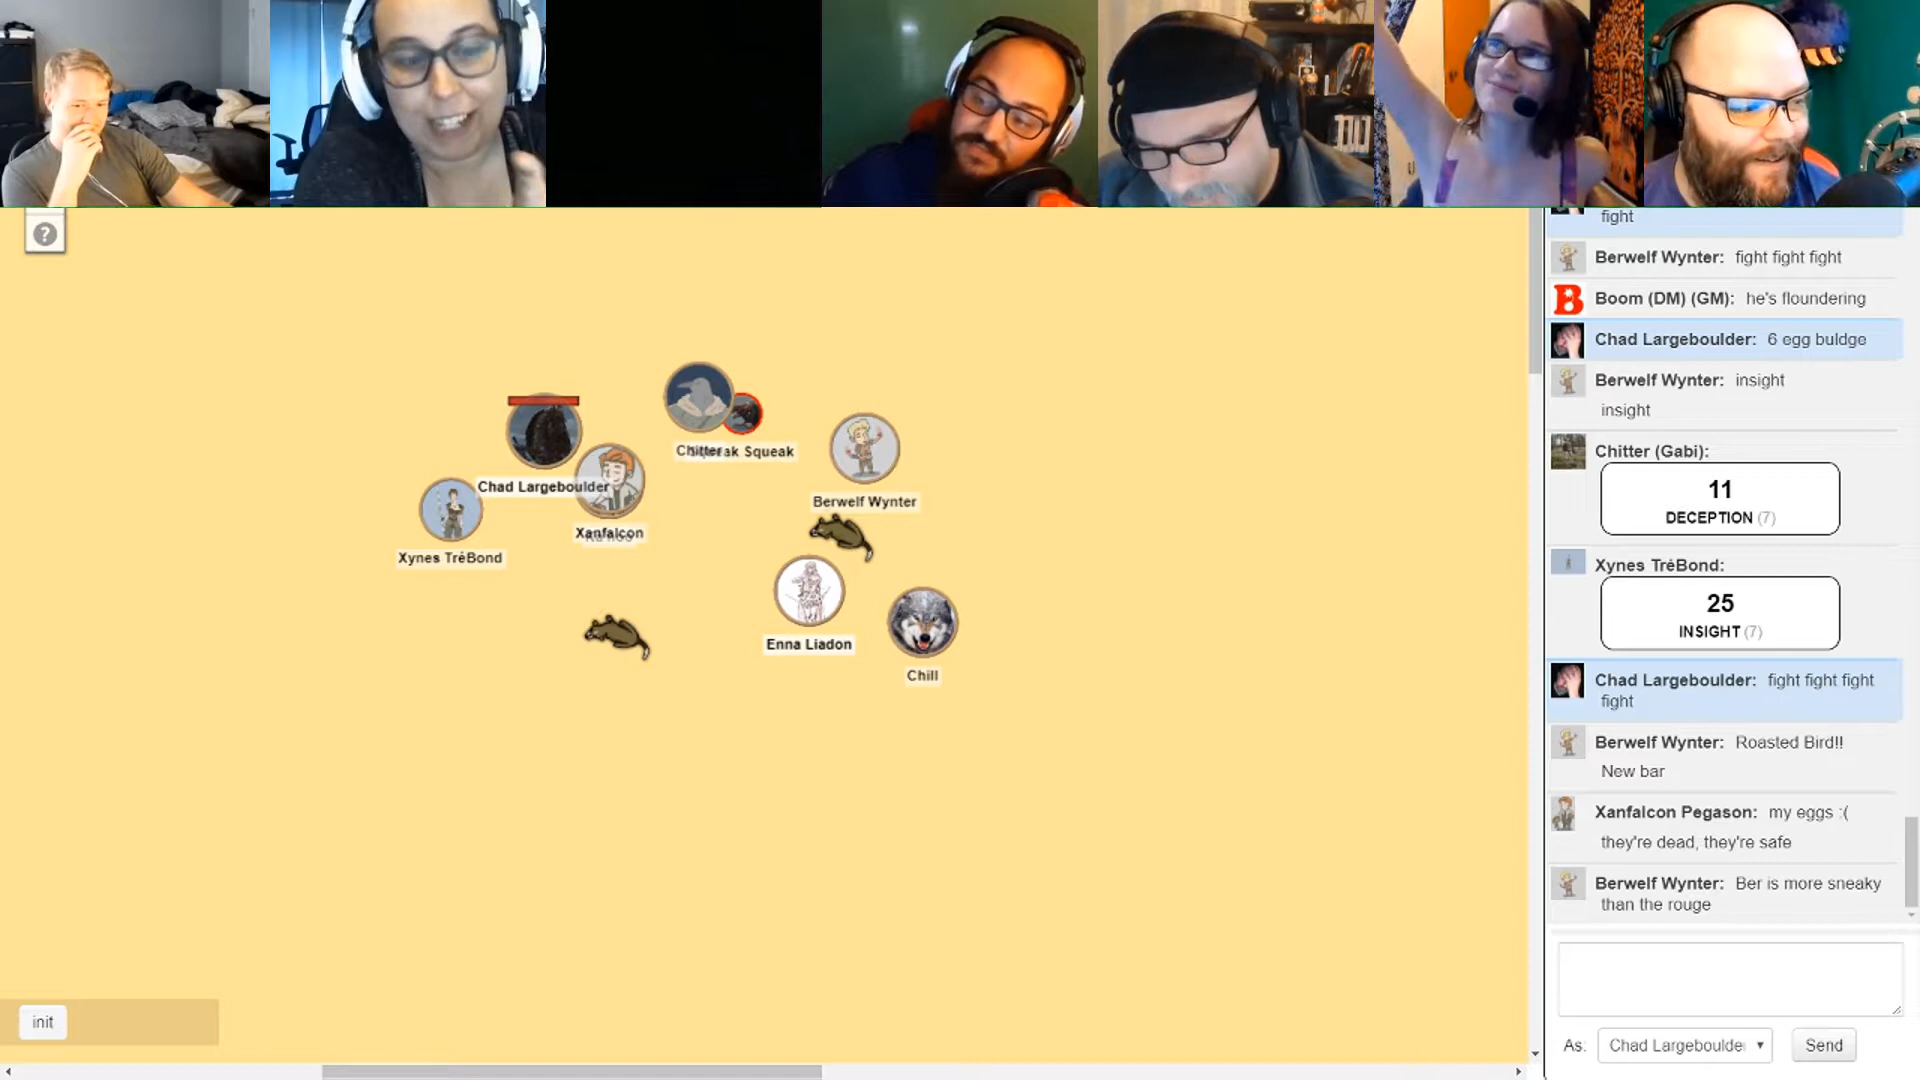 ?
Chad Largeboulder
Squeak
Berwelf Wynter
Xanfalcon
Xynes TréBond
Enna Liadon
Chill
init
fight
Berwelf Wynter: fight fight fight
B Boom (DM) (GM): he's floundering
Chad Largeboulder: 6 egg buldge
Berwelf Wynter: insight
insight
Chitter (Gabi):
11
DECEPTION (7)
Xynes TréBond:
25
INSIGHT (7)
Chad Largeboulder: fight fight fight
fight
Berwelf Wynter: Roasted Bird!!
New bar
Xanfalcon Pegason: my eggs :(
they're dead, they're safe
Berwelf Wynter: Ber is more sneaky
than the rouge
As: Chad Largeboulde
Send